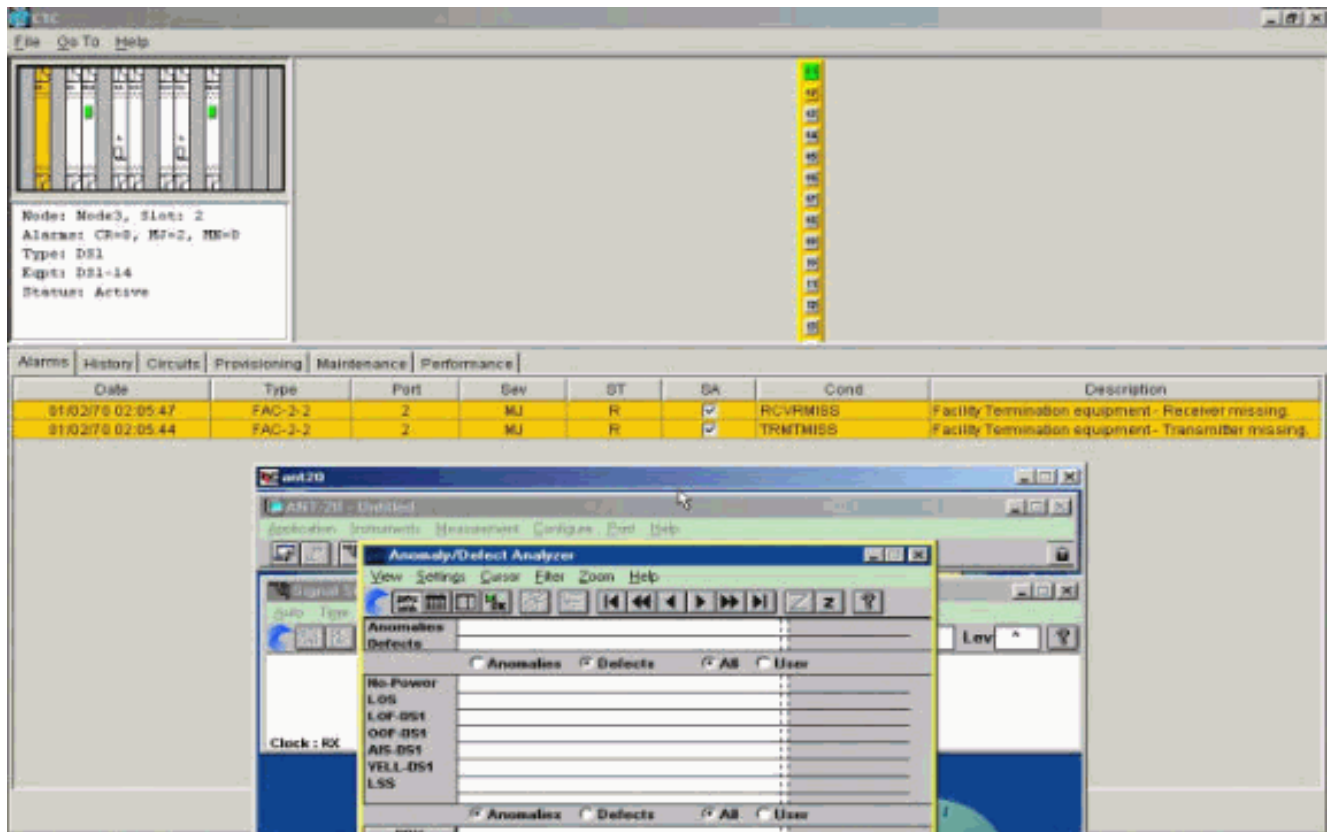 CTC
File Go To Help
Node: Node3, Slot: 2
Alarms: CR=0, MJ=2, MN=0
Type: DS1
Eqpt: DS1-14
Status: Active
Alarms History Circuits Provisioning Maintenance Performance
Date Type Port Sev ST SA Cond Description
01/02/70 02:05:47 FAC-2-2 2 MJ R RCVRMISS Facility Termination equipment - Receiver missing.
01/02/70 02:05:44 FAC-2-2 2 MJ R TRMTMISS Facility Termination equipment - Transmitter missing.
ant20
ANT-20 - Untitled
Application Instruments Measurement Configure Print Help
Anomaly/Defect Analyzer
View Settings Cursor Filter Zoom Help
Signal
Auto
Lev
Anomalies
Defects
Anomalies Defects All User
No-Power
LOS
LOF-DS1
OOF-DS1
AIS-DS1
YELL-DS1
LSS
Clock : RX
Anomalies Defects All User